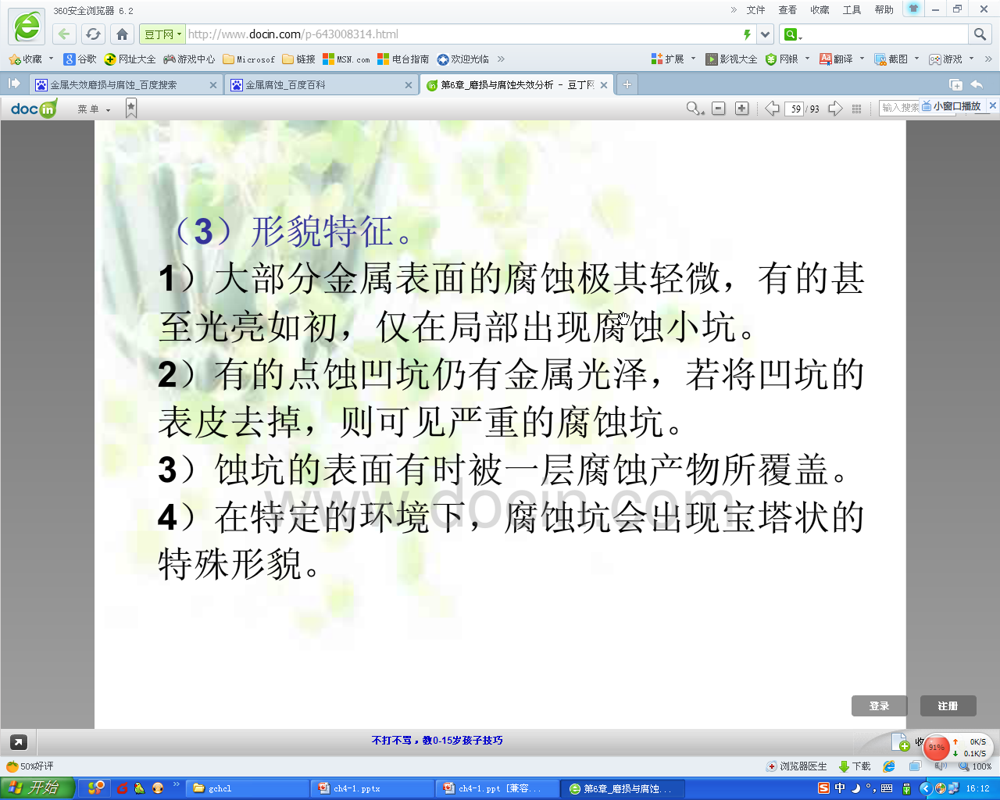 360安全浏览器 6.2
» 文件 查看 收藏 工具 帮助
豆丁网 http://www.docin.com/p-643008314.html
收藏 谷歌 网址大全 游戏中心 Microsof 链接 MSN.com 电台指南 欢迎光临 » 扩展 影视大全 网银 翻译 截图 游戏 »
金属失效磨损与腐蚀_百度搜索 金属腐蚀_百度百科 第6章_磨损与腐蚀失效分析 - 豆丁网
docin 菜单 59 / 93 输入搜索 小窗口播放
（3）形貌特征。
1）大部分金属表面的腐蚀极其轻微，有的甚
至光亮如初，仅在局部出现腐蚀小坑。
2）有的点蚀凹坑仍有金属光泽，若将凹坑的
表皮去掉，则可见严重的腐蚀坑。
3）蚀坑的表面有时被一层腐蚀产物所覆盖。
www.docin.com
4）在特定的环境下，腐蚀坑会出现宝塔状的
特殊形貌。
登录 注册
不打不骂，教0-15岁孩子技巧
收
91% 0K/S
0.1K/S
50%好评 浏览器医生 下载 100%
开始 gchcl ch4-1.pptx ch4-1.ppt [兼容... 第6章_磨损与腐蚀... 中 16:12